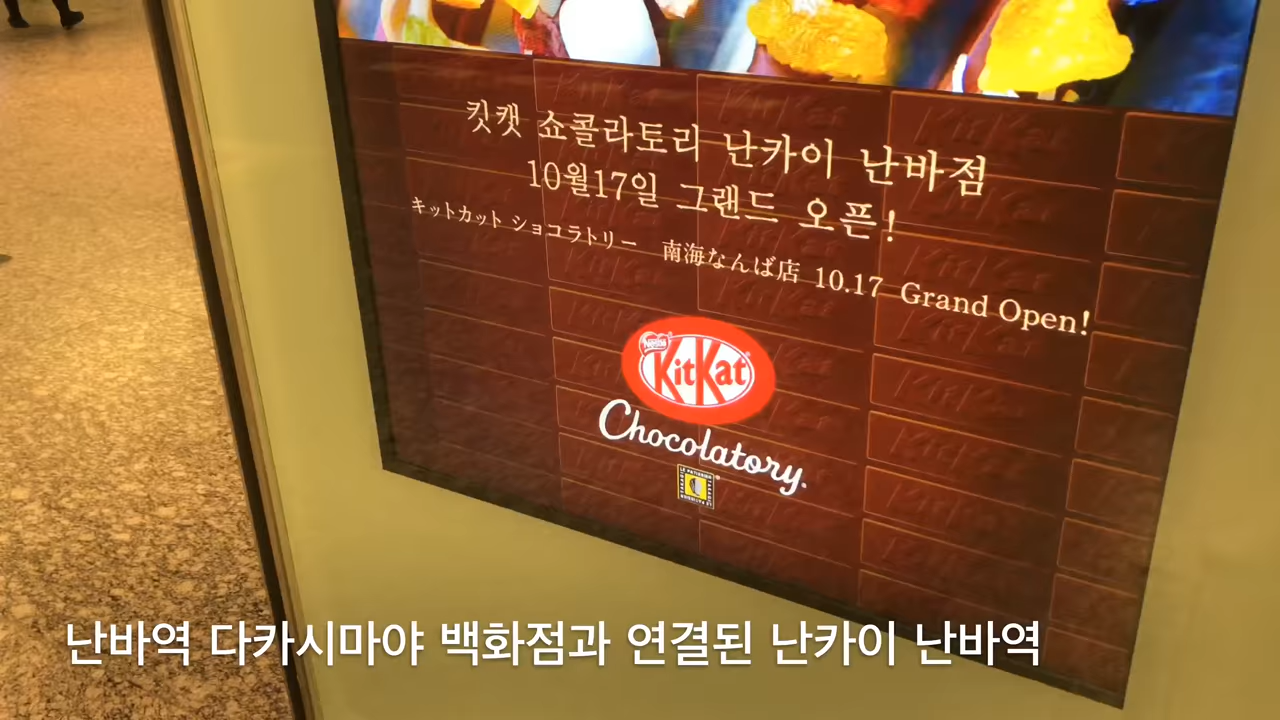 킷캣 쇼콜라토리 난카이 난바점
10월17일 그랜드 오픈!
キットカット ショコラトリー 南海なんば店 10.17 Grand Open!
Nestlé
KitKat
Chocolatory.
난바역 다카시마야 백화점과 연결된 난카이 난바역